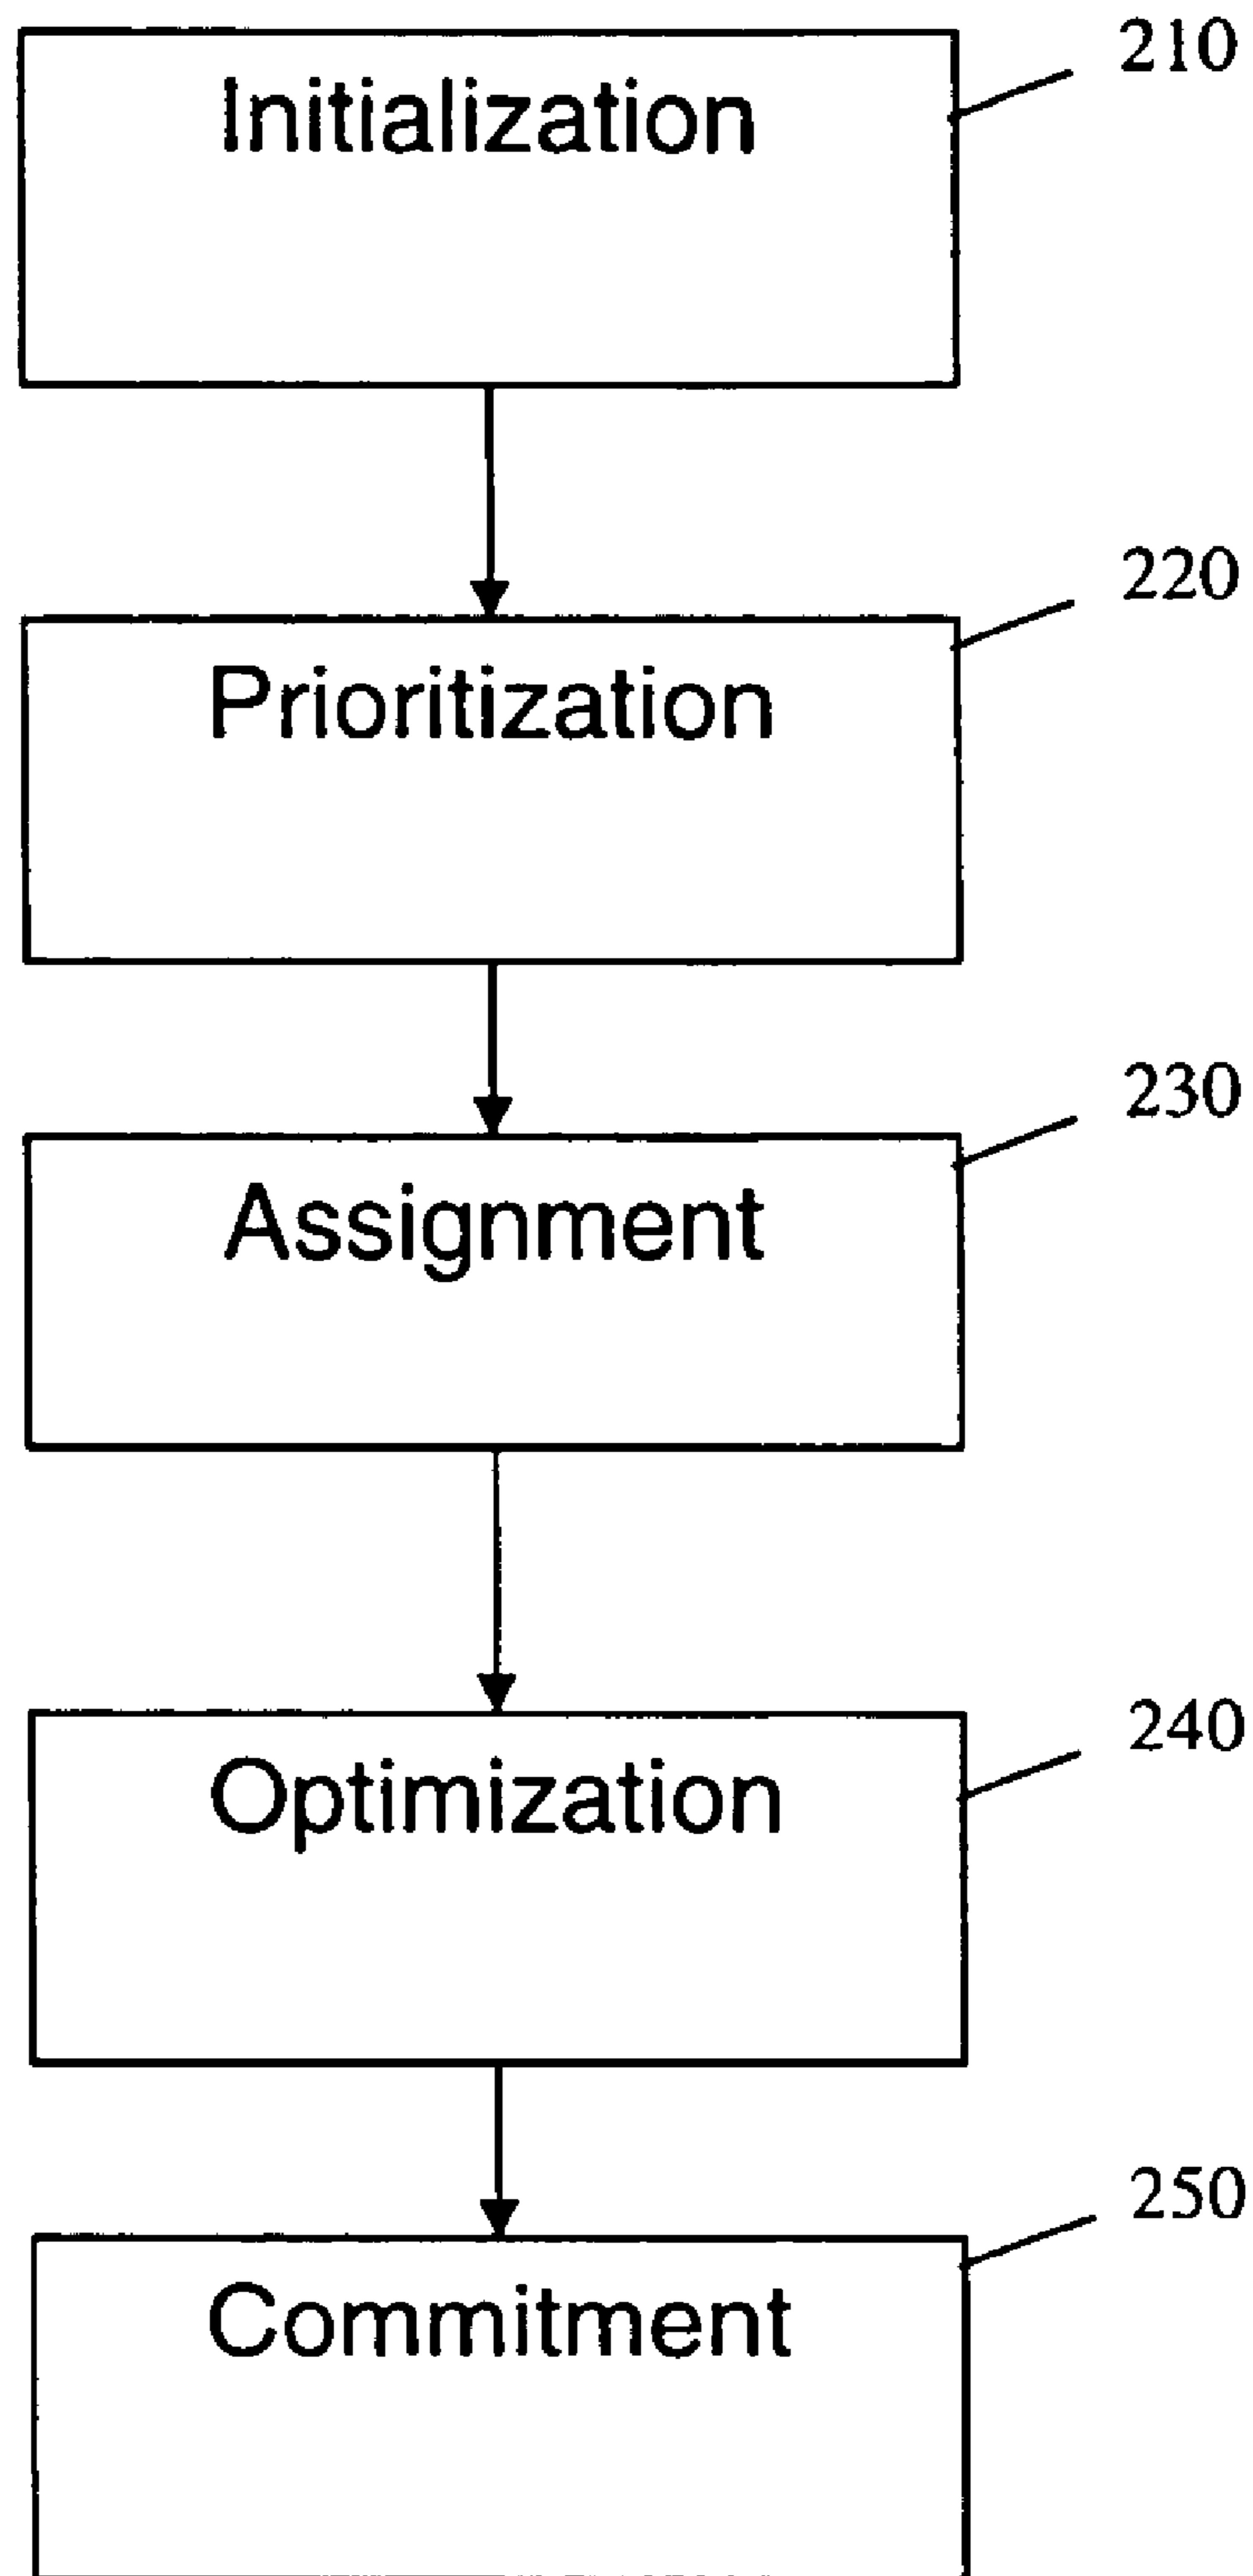 210
Initialization
220
Prioritization
230
Assignment
240
Optimization
250
Commitment